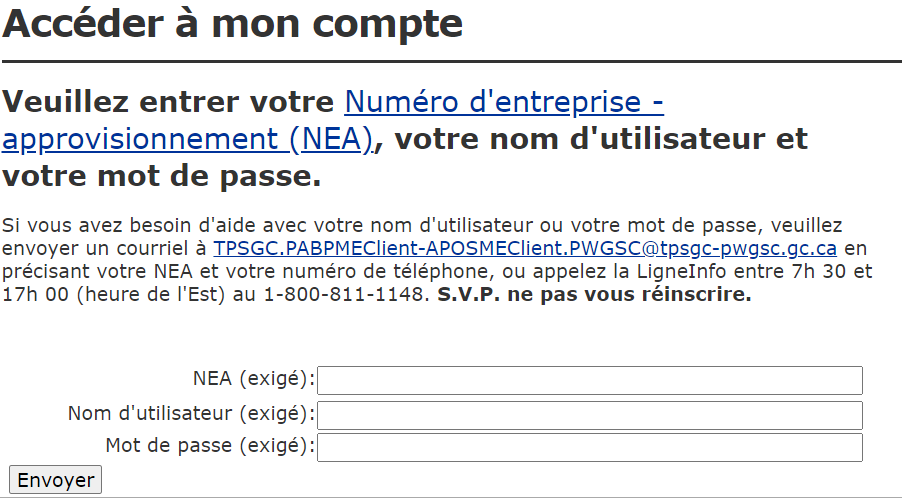 Accéder à mon compte
Veuillez entrer votre Numéro d'entreprise -
approvisionnement (NEA), votre nom d'utilisateur et
votre mot de passe.
Si vous avez besoin d'aide avec votre nom d'utilisateur ou votre mot de passe, veuillez
envoyer un courriel à TPSGC.PABPMEClient-APOSMEClient.PWGSC@tpsgc-pwgsc.gc.ca en
précisant votre NEA et votre numéro de téléphone, ou appelez la LigneInfo entre 7h 30 et
17h 00 (heure de l'Est) au 1-800-811-1148. S.V.P. ne pas vous réinscrire.
NEA (exigé):
Nom d'utilisateur (exigé):
Mot de passe (exigé):
Envoyer